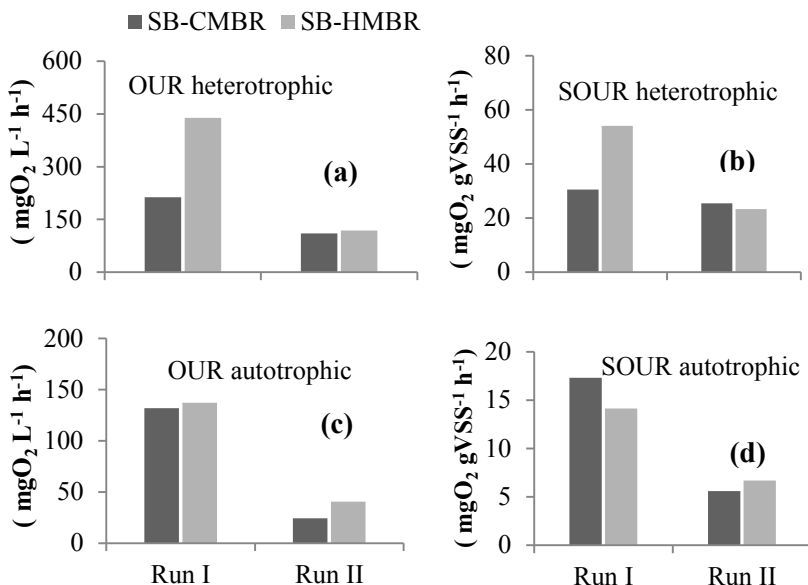 ■SB-CMBR ■SB-HMBR
OUR heterotrophic
(a)
( mgO₂ L⁻¹ h⁻¹)
600
450
300
150
0
SOUR heterotrophic
(b)
( mgO₂ gVSS⁻¹ h⁻¹)
80
60
40
20
0
OUR autotrophic
(c)
( mgO₂ L⁻¹ h⁻¹)
200
150
100
50
0
Run I Run II
SOUR autotrophic
(d)
( mgO₂ gVSS⁻¹ h⁻¹)
20
15
10
5
0
Run I Run II